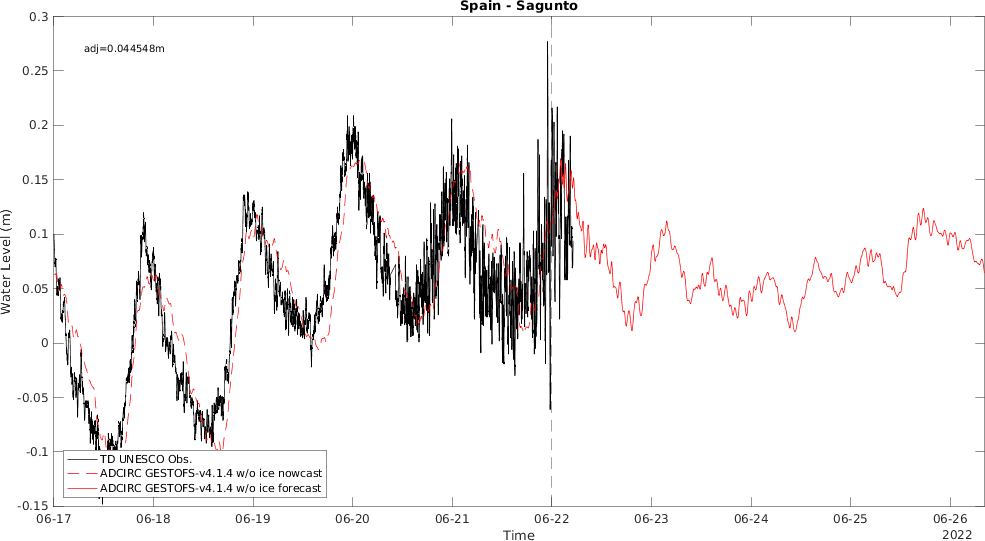 Spain - Sagunto
adj=0.044548m
Water Level (m)
0.3
0.25
0.2
0.15
0.1
0.05
0
-0.05
-0.1
-0.15
TD UNESCO Obs.
ADCIRC GESTOFS-v4.1.4 w/o ice nowcast
ADCIRC GESTOFS-v4.1.4 w/o ice forecast
06-17 06-18 06-19 06-20 06-21 06-22 06-23 06-24 06-25 06-26
Time
2022